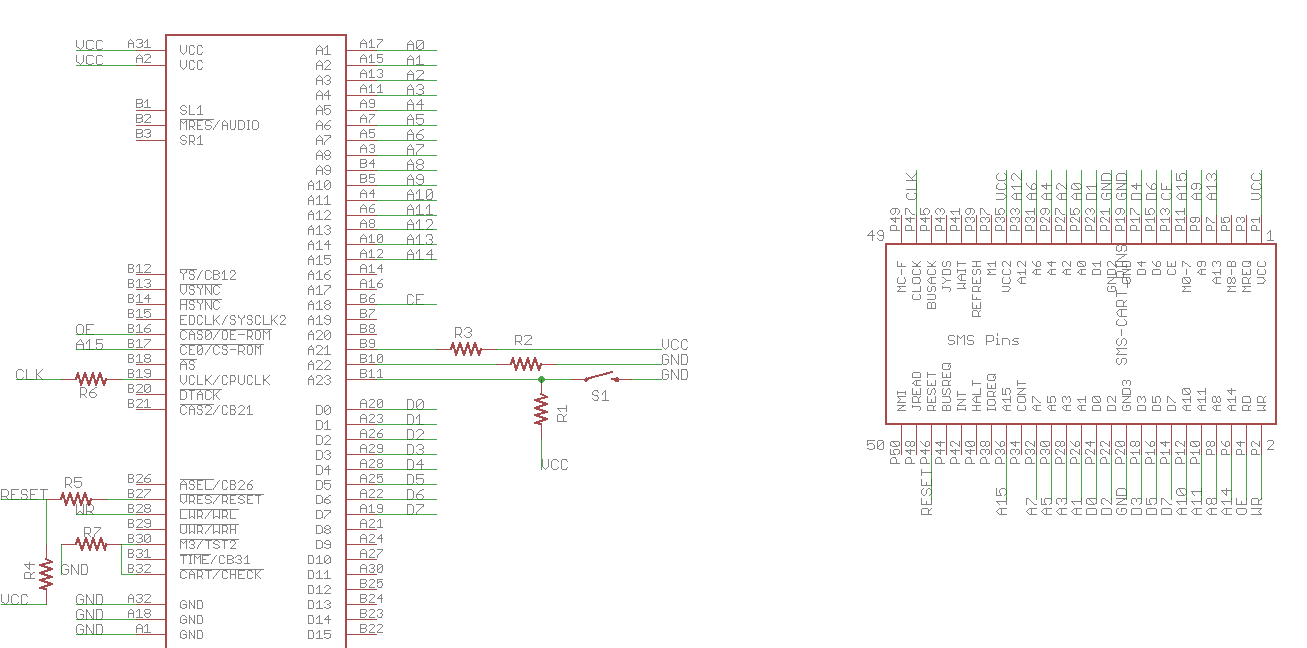 VCC A31 VCC A1 A17 A0
VCC A2 VCC A2 A15 A1
A3 A13 A2
A4 A11 A3
B1 SL1 A5 A9 A4
B2 MRES/AUDIO A6 A7 A5
B3 SR1 A7 A5 A6
A8 A3 A7
A9 B4 A8
A10 B5 A9
A11 A4 A10
A12 A6 A11
A13 A8 A12
A14 A10 A13
A15 A12 A14
B12 YS/CB12 A16 A14
B13 VSYNC A17 A16
B14 HSYNC A18 B6 CE
B15 EDCLK/SYSCLK2 A19 B7
OE B16 CAS0/OE-ROM A20 B8
A15 B17 CE0/CS-ROM A21 B9 R3 VCC
B18 AS A22 B10 R2 GND
CLK R6 B19 VCLK/CPUCLK A23 B11 S1 GND
B20 DTACK
B21 CAS2/CB21 D0 A20 D0
R1
VCC
D1 A23 D1
D2 A26 D2
D3 A29 D3
D4 A28 D4
B26 ASEL/CB26 D5 A25 D5
RESET R5 B27 VRES/RESET D6 A22 D6
WR B28 LWR/WRL D7 A19 D7
B29 UWR/WRH D8 A21
R7 B30 M3/TST2 D9 A24
B31 TIME/CB31 D10 A27
R4 GND B32 CART/CHECK D11 A30
D12 B25
VCC GND A32 GND D13 B24
GND A18 GND D14 B23
GND A1 GND D15 B22
CLK VCC A12 A6 A4 A2 A0 D1 GND GND D4 D6 CE A15 A9 A13 VCC
P49 P47 P45 P43 P41 P39 P37 P35 P33 P31 P29 P27 P25 P23 P21 P19 P17 P15 P13 P11 P9 P7 P5 P3 P1
49 1
MC-F CLOCK BUSACK JYDS WAIT REFRESH M1 VCC2 A12 A6 A4 A2 A0 D1 GND2 GND D4 D6 CE M0-7 A9 A13 M8-B MREQ VCC
SMS Pins
SMS-CART_PINS
NMI JREAD RESET BUSREQ INT HALT IOREQ A15 CONT A7 A5 A3 A1 D0 D2 GND3 D3 D5 D7 A10 A11 A8 A14 RD WR
50 2
P50 P48 P46 P44 P42 P40 P38 P36 P34 P32 P30 P28 P26 P24 P22 P20 P18 P16 P14 P12 P10 P8 P6 P4 P2
RESET A15 A7 A5 A3 A1 D0 D2 GND D3 D5 D7 A10 A11 A8 A14 OE WR